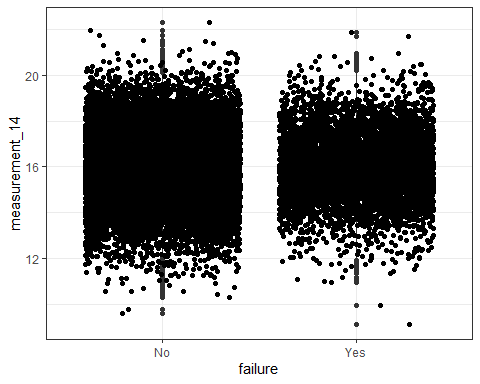 measurement_14
20
16
12
No
Yes
failure